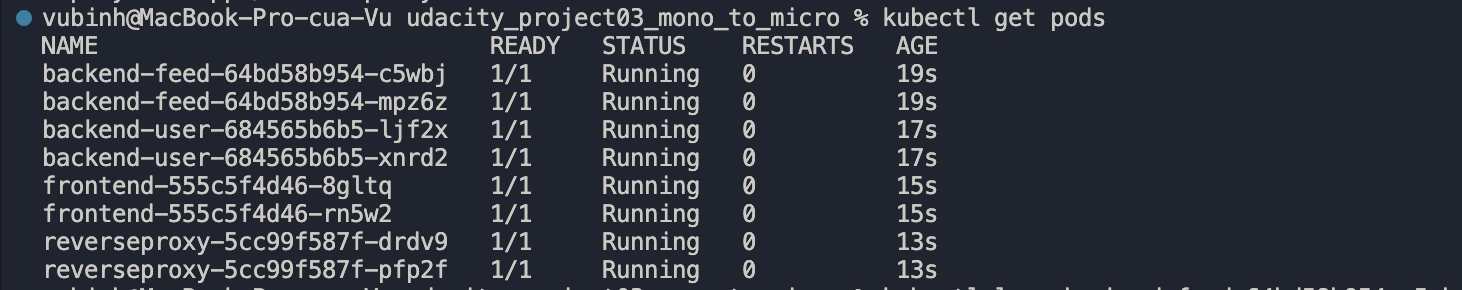 vubinh@MacBook-Pro-cua-Vu udacity_project03_mono_to_micro % kubectl get pods
NAME READY STATUS RESTARTS AGE
backend-feed-64bd58b954-c5wbj 1/1 Running 0 19s
backend-feed-64bd58b954-mpz6z 1/1 Running 0 19s
backend-user-684565b6b5-ljf2x 1/1 Running 0 17s
backend-user-684565b6b5-xnrd2 1/1 Running 0 17s
frontend-555c5f4d46-8gltq 1/1 Running 0 15s
frontend-555c5f4d46-rn5w2 1/1 Running 0 15s
reverseproxy-5cc99f587f-drdv9 1/1 Running 0 13s
reverseproxy-5cc99f587f-pfp2f 1/1 Running 0 13s